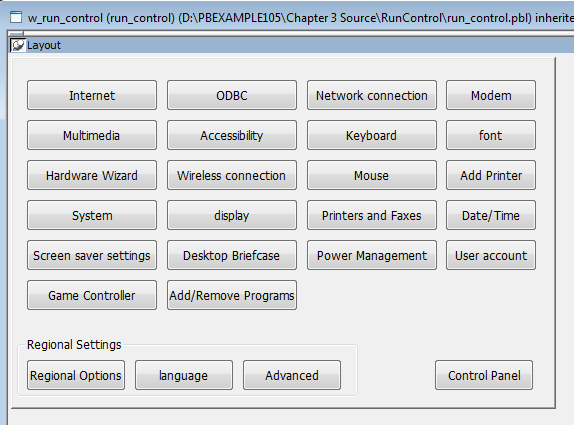 w_run_control (run_control) (D:\PBEXAMPLE105\Chapter 3 Source\RunControl\run_control.pbl) inherite
Layout
Internet ODBC Network connection Modem
Multimedia Accessibility Keyboard font
Hardware Wizard Wireless connection Mouse Add Printer
System display Printers and Faxes Date/Time
Screen saver settings Desktop Briefcase Power Management User account
Game Controller Add/Remove Programs
Regional Settings
Regional Options language Advanced Control Panel